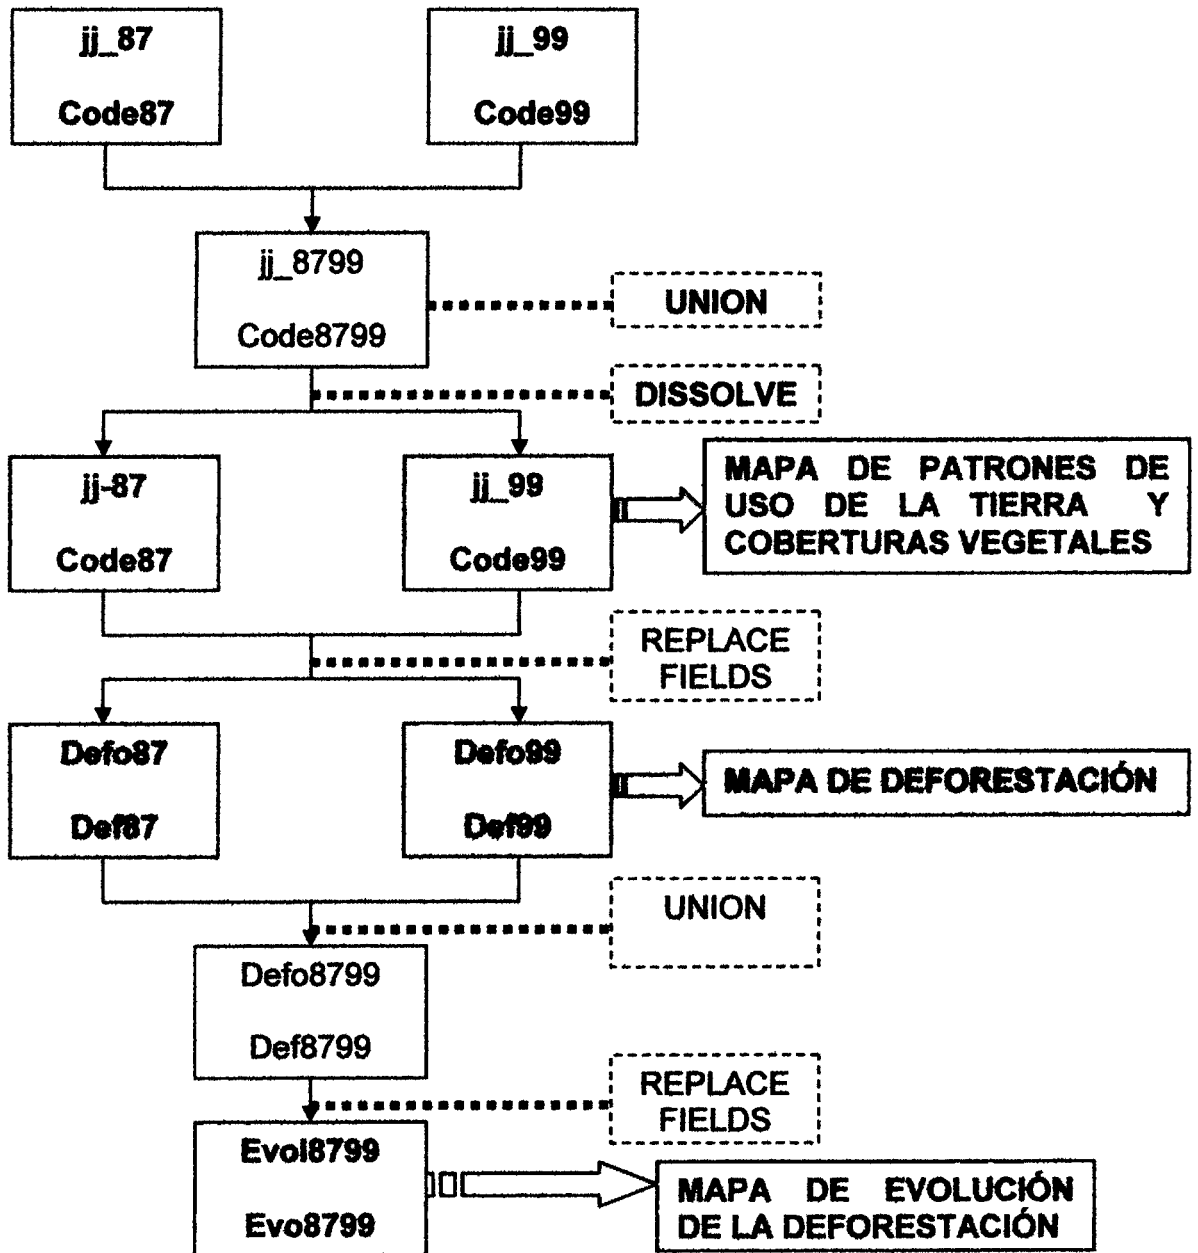 jj_87
Code87
jj_99
Code99
jj_8799
Code8799
UNION
DISSOLVE
jj-87
Code87
jj_99
Code99
MAPA DE PATRONES DE
USO DE LA TIERRA Y
COBERTURAS VEGETALES
REPLACE
FIELDS
Defo87
Def87
Defo99
Def99
MAPA DE DEFORESTACIÓN
UNION
Defo8799
Def8799
REPLACE
FIELDS
Evol8799
Evo8799
MAPA DE EVOLUCIÓN
DE LA DEFORESTACIÓN